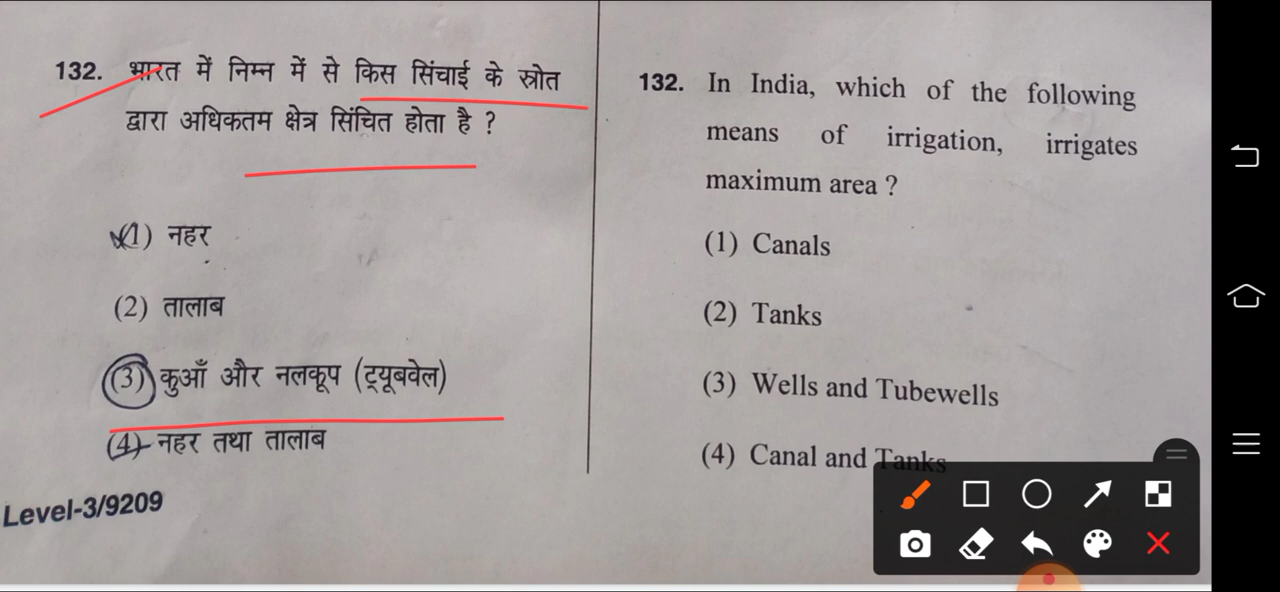 132. भारत में निम्न में से किस सिंचाई के स्रोत
द्वारा अधिकतम क्षेत्र सिंचित होता है ?
(1) नहर
(2) तालाब
(3) कुआँ और नलकूप (ट्यूबवेल)
(4) नहर तथा तालाब
Level-3/9209
132. In India, which of the following
means of irrigation, irrigates
maximum area ?
(1) Canals
(2) Tanks
(3) Wells and Tubewells
(4) Canal and Tanks